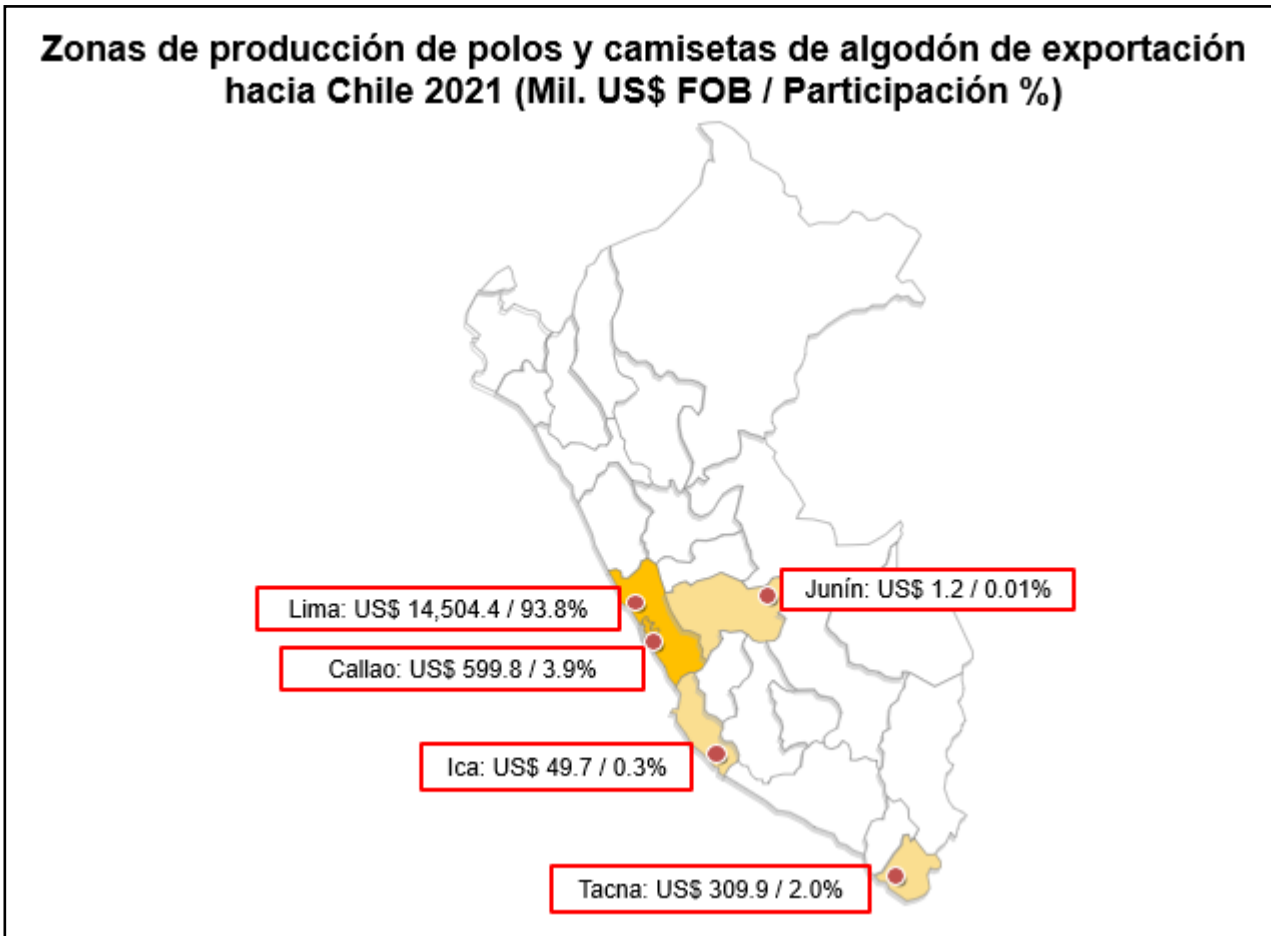 Zonas de producción de polos y camisetas de algodón de exportación
hacia Chile 2021 (Mil. US$ FOB / Participación %)
Junín: US$ 1.2 / 0.01%
Lima: US$ 14,504.4 / 93.8%
Callao: US$ 599.8 / 3.9%
Ica: US$ 49.7 / 0.3%
Tacna: US$ 309.9 / 2.0%